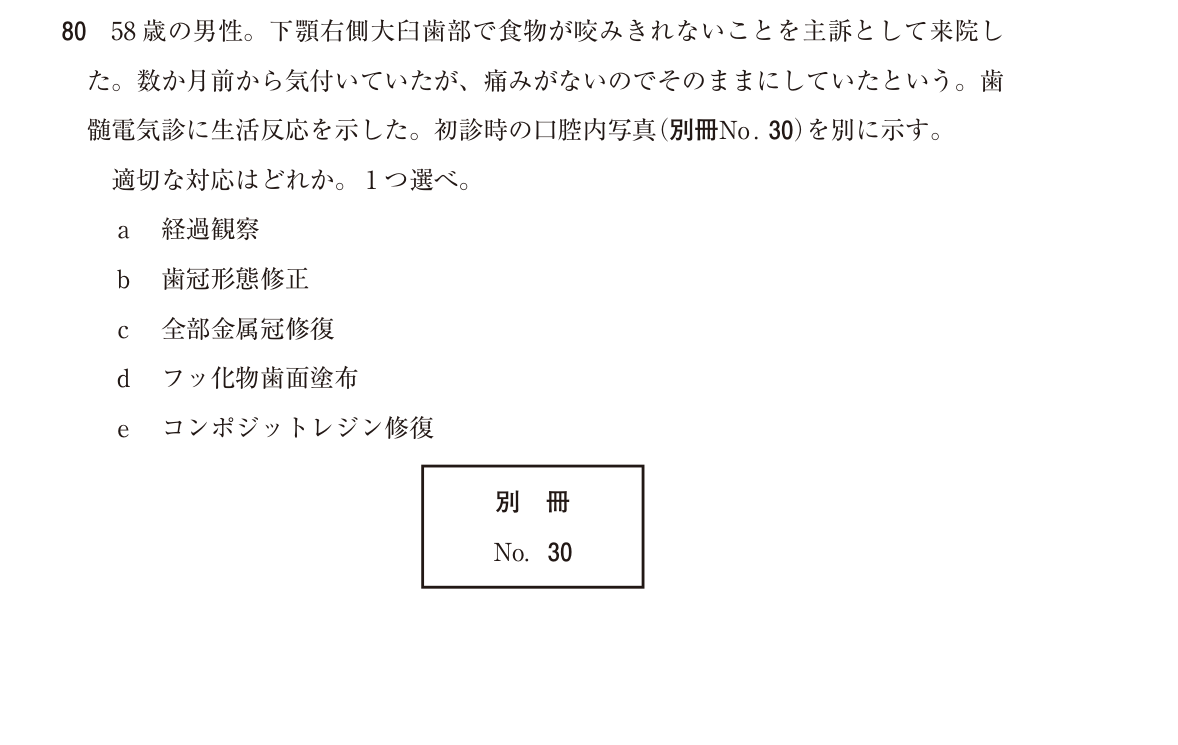 80 58歳の男性。下顎右側大臼歯部で食物が咬みきれないことを主訴として来院し
た。数か月前から気付いていたが、痛みがないのでそのままにしていたという。歯
髄電気診に生活反応を示した。初診時の口腔内写真(別冊No. 30)を別に示す。
適切な対応はどれか。1つ選べ。
a 経過観察
b 歯冠形態修正
c 全部金属冠修復
d フッ化物歯面塗布
e コンポジットレジン修復
別 冊
No. 30